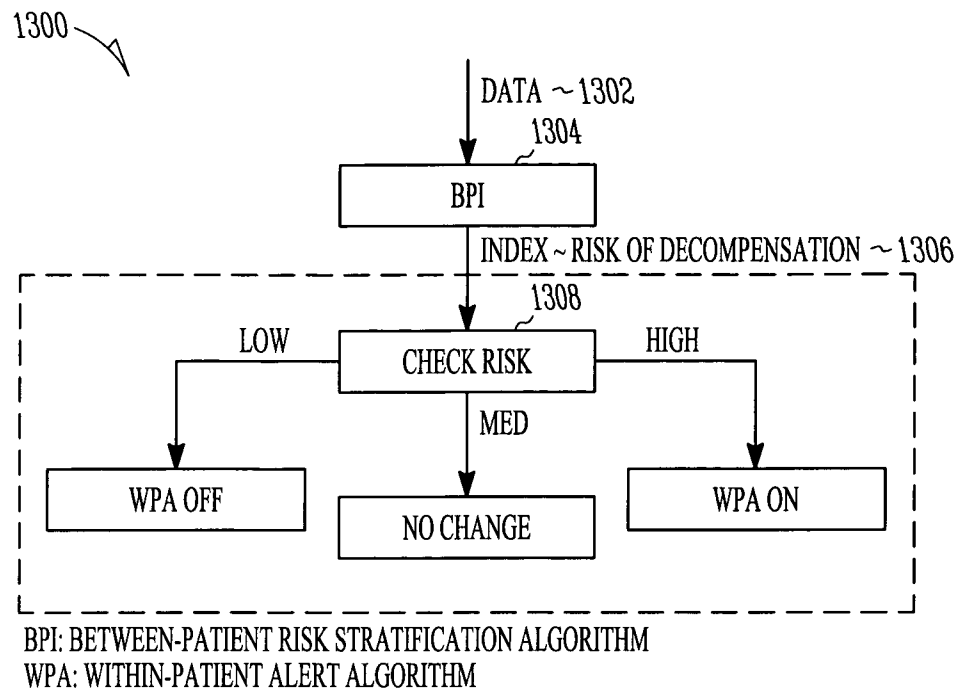 1300
DATA ~1302
1304
BPI
INDEX ~ RISK OF DECOMPENSATION ~1306
1308
LOW
CHECK RISK
HIGH
MED
WPA OFF
NO CHANGE
WPA ON
BPI: BETWEEN-PATIENT RISK STRATIFICATION ALGORITHM
WPA: WITHIN-PATIENT ALERT ALGORITHM